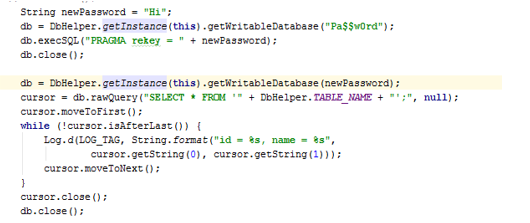 String newPassword = "Hi";
db = DbHelper.getInstance(this).getWritableDatabase("Pa$$w0rd");
db.execSQL("PRAGMA rekey = " + newPassword);
db.close();
db = DbHelper.getInstance(this).getWritableDatabase(newPassword);
cursor = db.rawQuery("SELECT * FROM '" + DbHelper.TABLE_NAME + "';", null);
cursor.moveToFirst();
while (!cursor.isAfterLast()) {
Log.d(LOG_TAG, String.format("id = %s, name = %s",
cursor.getString(0), cursor.getString(1)));
cursor.moveToNext();
}
cursor.close();
db.close();